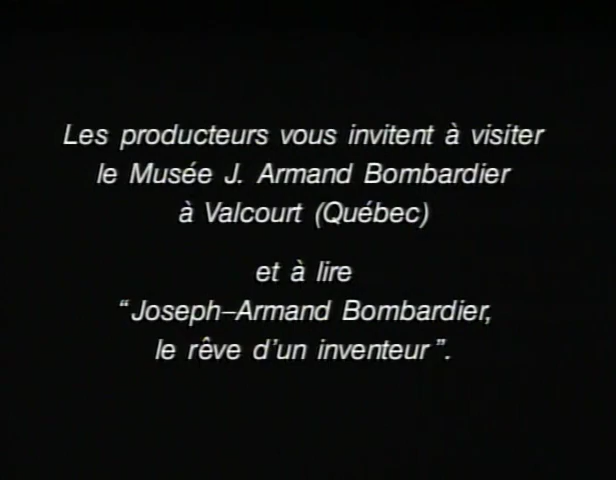 Les producteurs vous invitent à visiter
le Musée J. Armand Bombardier
à Valcourt (Québec)
et à lire
“Joseph–Armand Bombardier,
le rêve d’un inventeur”.